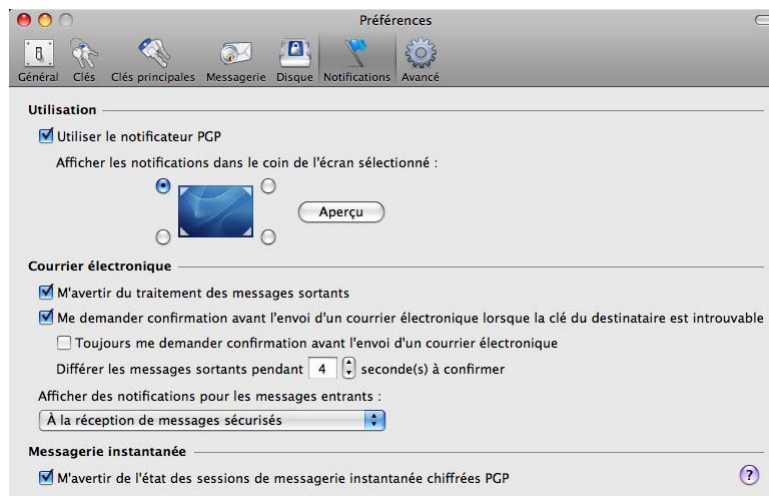 Préférences
Général Clés Clés principales Messagerie Disque Notifications Avancé
Utilisation
Utiliser le notificateur PGP
Afficher les notifications dans le coin de l'écran sélectionné :
Aperçu
Courrier électronique
M'avertir du traitement des messages sortants
Me demander confirmation avant l'envoi d'un courrier électronique lorsque la clé du destinataire est introuvable
Toujours me demander confirmation avant l'envoi d'un courrier électronique
Différer les messages sortants pendant 4 seconde(s) à confirmer
Afficher des notifications pour les messages entrants :
À la réception de messages sécurisés
Messagerie instantanée
M'avertir de l'état des sessions de messagerie instantanée chiffrées PGP ?